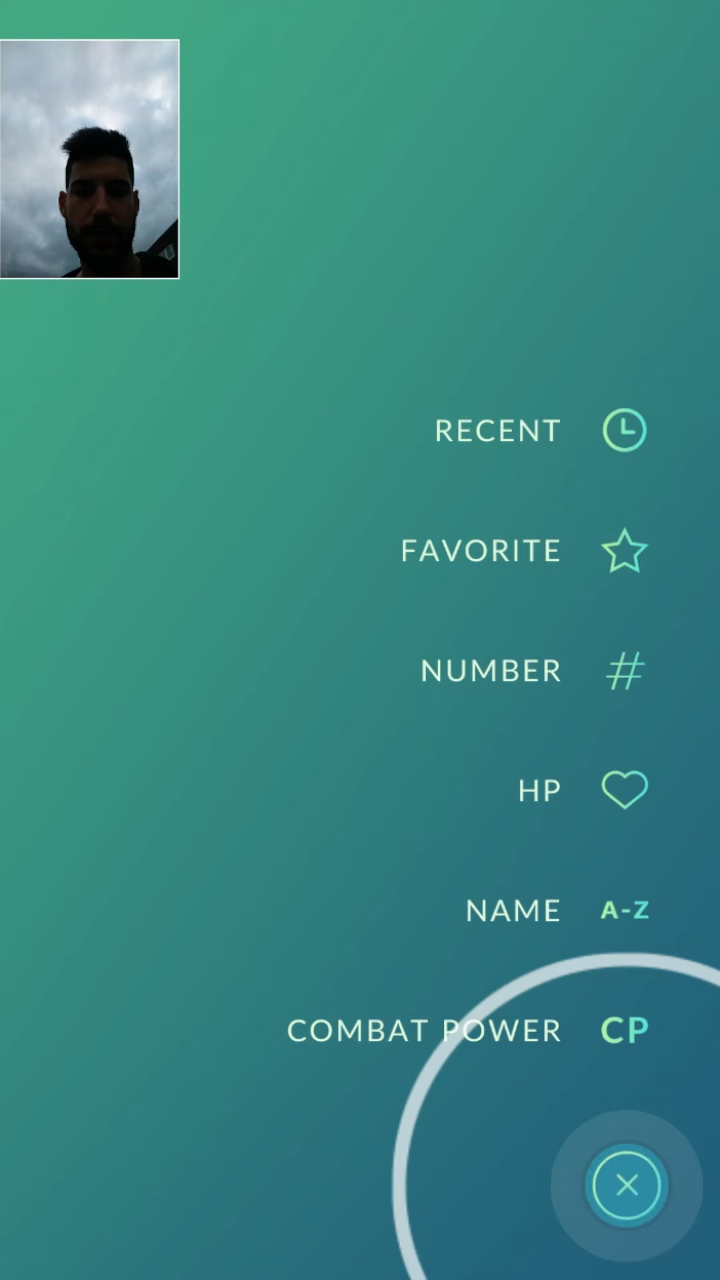 RECENT
FAVORITE
NUMBER
#
HP
NAME A-Z
COMBAT POWER CP